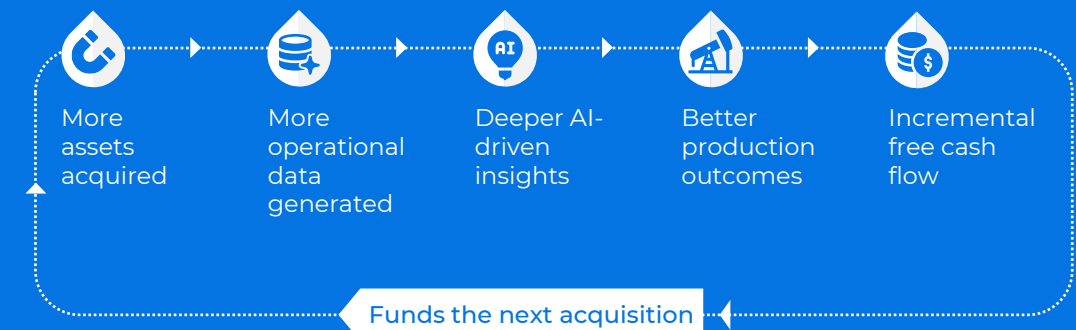 AI
$
More
assets
acquired
More
operational
data
generated
Deeper AI-
driven
insights
Better
production
outcomes
Incremental
free cash
flow
Funds the next acquisition